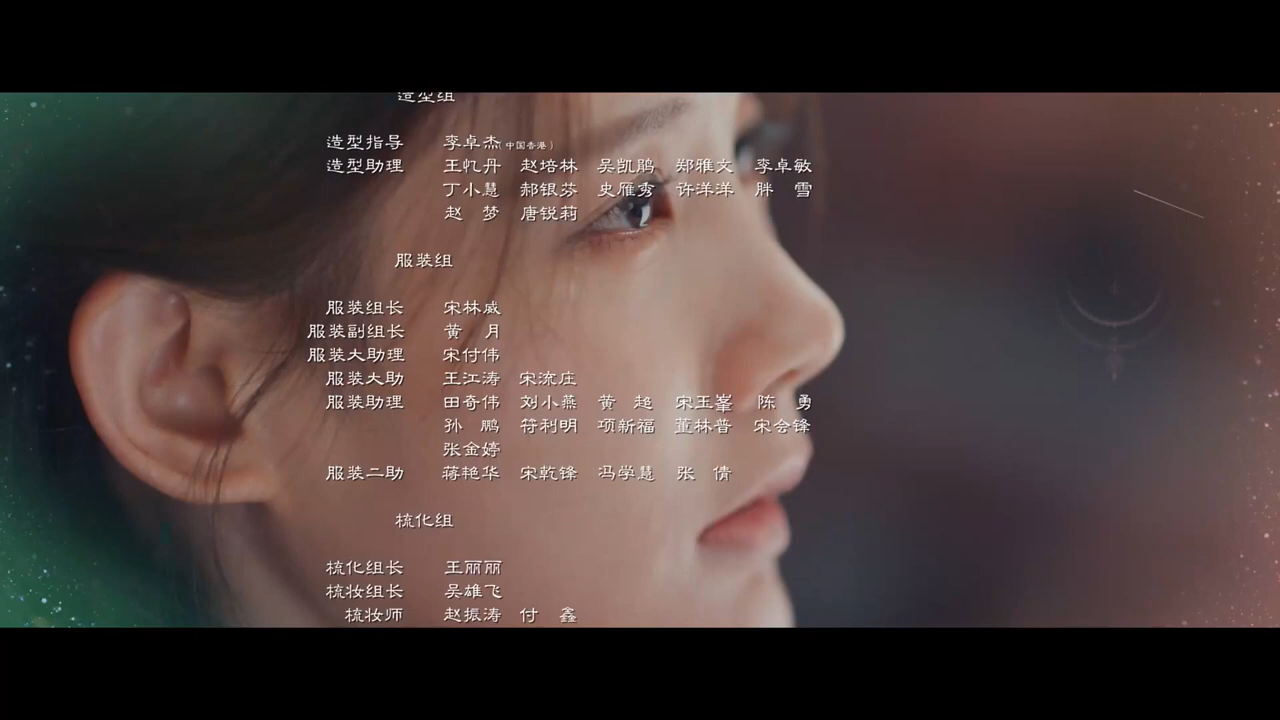 造型组
造型指导 李卓杰（中国香港）
造型助理 王忱丹 赵培林 吴凯鹃 郑雅文 李卓敏
丁小慧 郝银芬 史雁秀 许洋洋 胖 雪
赵 梦 唐锐莉
服装组
服装组长 宋林威
服装副组长 黄 月
服装大助理 宋付伟
服装大助 王江涛 宋流庄
服装助理 田奇伟 刘小燕 黄 超 宋玉峯 陈 勇
孙 鹏 符利明 项新福 董林普 宋会锋
张金婷
服装二助 蒋艳华 宋乾锋 冯学慧 张 倩
梳化组
梳化组长 王丽丽
梳妆组长 吴雄飞
梳妆师 赵振涛 付 鑫